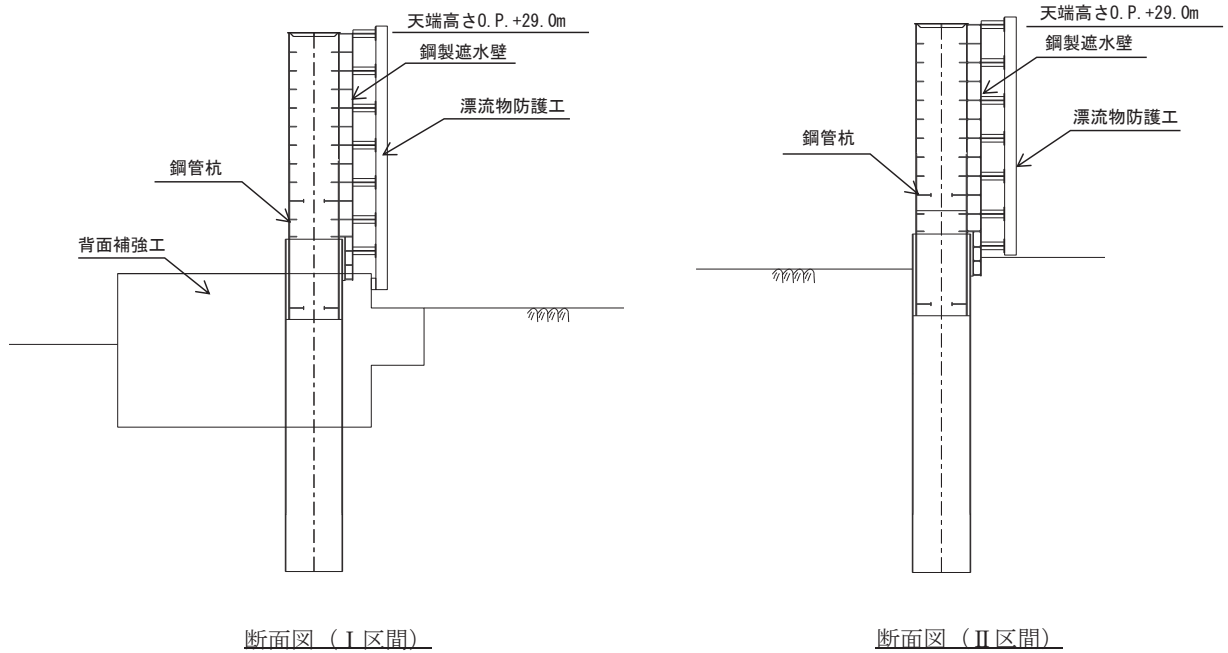 天端高さO.P.+29.0m
鋼製遮水壁
漂流物防護工
鋼管杭
背面補強工
断面図（Ⅰ区間）
天端高さO.P.+29.0m
鋼製遮水壁
漂流物防護工
鋼管杭
断面図（Ⅱ区間）